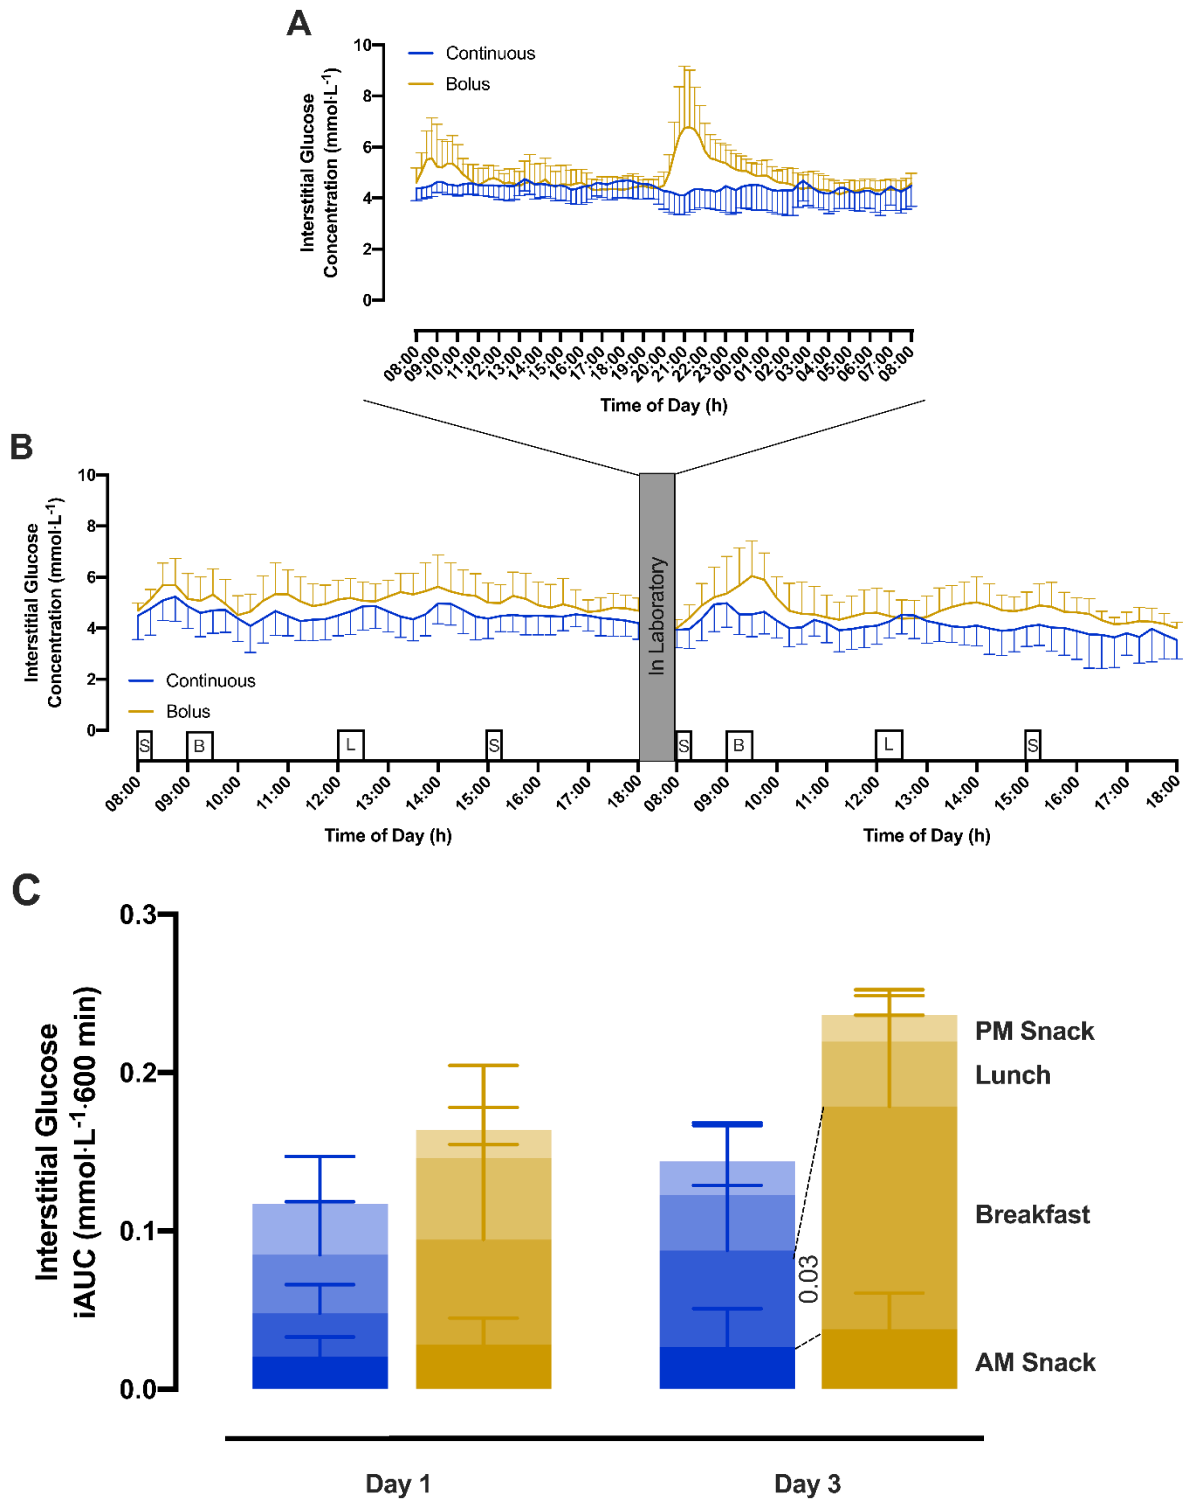 A
Interstitial Glucose
Concentration (mmol·L⁻¹)
10
8
6
4
2
0
Continuous
Bolus
08:00
09:00
10:00
11:00
12:00
13:00
14:00
15:00
16:00
17:00
18:00
19:00
20:00
21:00
22:00
23:00
00:00
01:00
02:00
03:00
04:00
05:00
06:00
07:00
08:00
Time of Day (h)
B
Interstitial Glucose
Concentration (mmol·L⁻¹)
10
8
6
4
2
0
Continuous
Bolus
In Laboratory
S
B
L
S
S
B
L
S
08:00
09:00
10:00
11:00
12:00
13:00
14:00
15:00
16:00
17:00
18:00
08:00
09:00
10:00
11:00
12:00
13:00
14:00
15:00
16:00
17:00
18:00
Time of Day (h)
Time of Day (h)
C
Interstitial Glucose
iAUC (mmol·L⁻¹·600 min)
0.3
0.2
0.1
0.0
0.03
PM Snack
Lunch
Breakfast
AM Snack
Day 1
Day 3